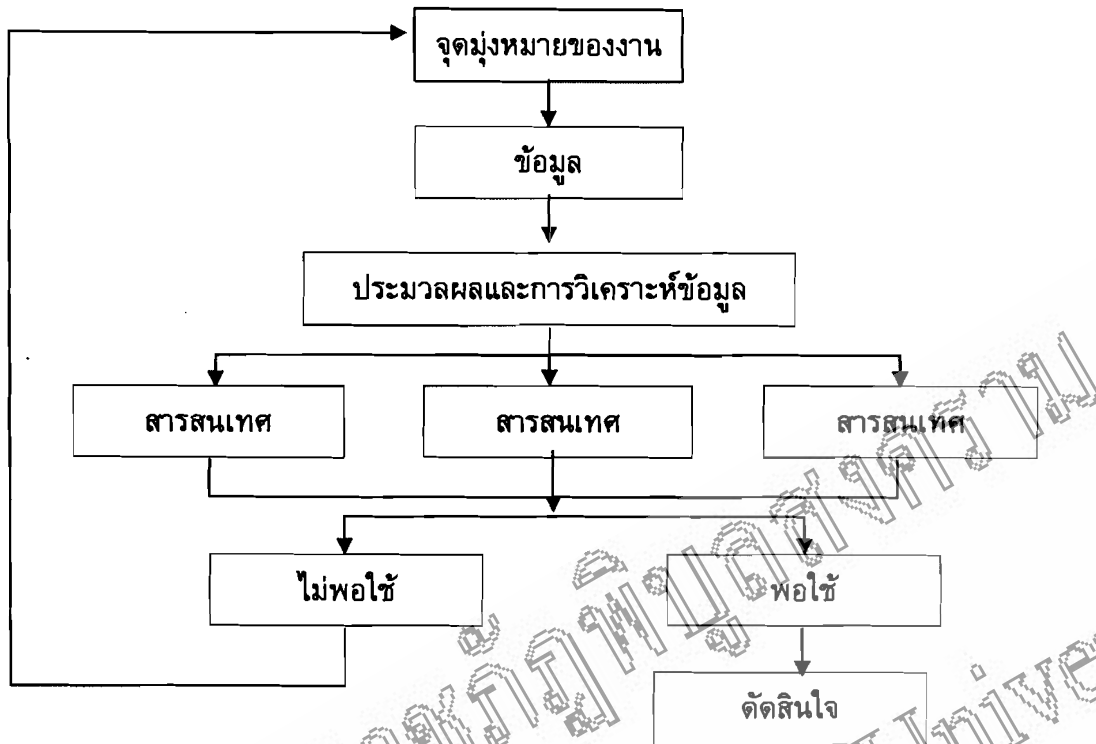 จุดมุ่งหมายของงาน
ข้อมูล
ประมวลผลและการวิเคราะห์ข้อมูล
สารสนเทศ
สารสนเทศ
สารสนเทศ
ไม่พอใช้
พอใช้
ตัดสินใจ